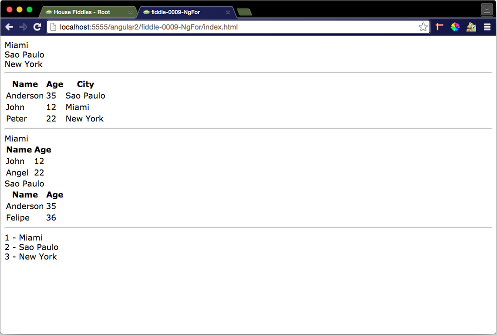 House Fiddles - Root
fiddle-0009-NgFor
localhost:5555/angular2/fiddle-0009-NgFor/index.html
Miami
Sao Paulo
New York
Name Age City
Anderson 35 Sao Paulo
John 12 Miami
Peter 22 New York
Miami
Name Age
John 12
Angel 22
Sao Paulo
Name Age
Anderson 35
Felipe 36
1 - Miami
2 - Sao Paulo
3 - New York